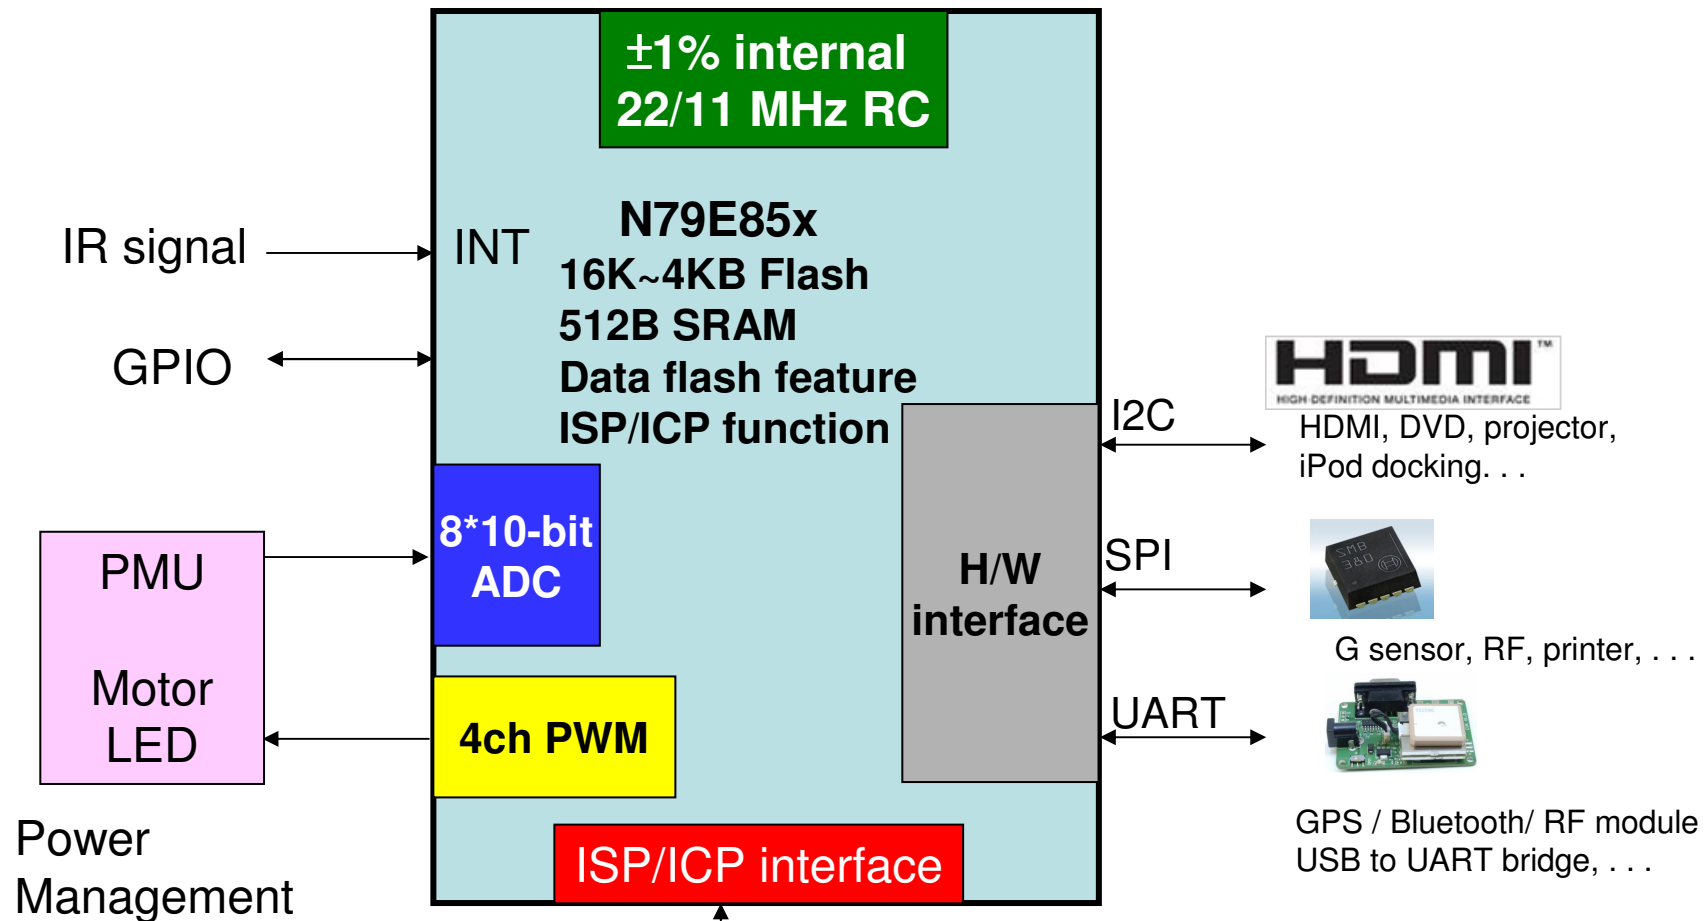 ±1% internal
22/11 MHz RC
N79E85x
16K~4KB Flash
512B SRAM
Data flash feature
ISP/ICP function
IR signal
INT
GPIO
8*10-bit
ADC
PMU
Motor
LED
4ch PWM
Power
Management
ISP/ICP interface
H/W
interface
I2C
HDMI™
HIGH-DEFINITION MULTIMEDIA INTERFACE
HDMI, DVD, projector,
iPod docking. . .
SPI
SMB
380
G sensor, RF, printer, . . .
UART
GPS / Bluetooth/ RF module
USB to UART bridge, . . .